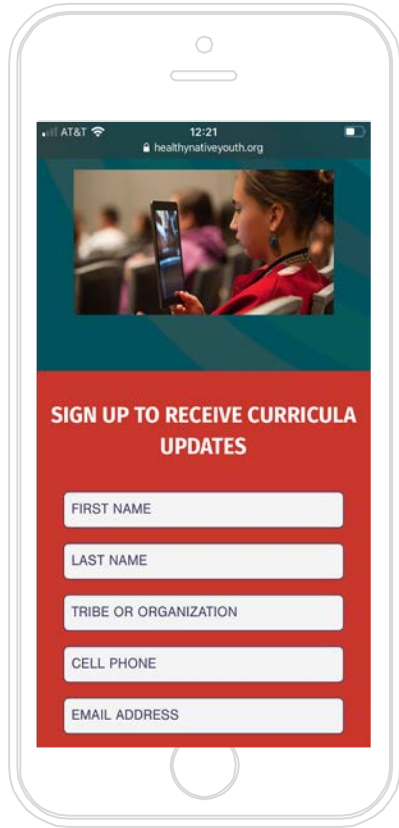 AT&T 12:21
healthynativeyouth.org
SIGN UP TO RECEIVE CURRICULA
UPDATES
FIRST NAME
LAST NAME
TRIBE OR ORGANIZATION
CELL PHONE
EMAIL ADDRESS